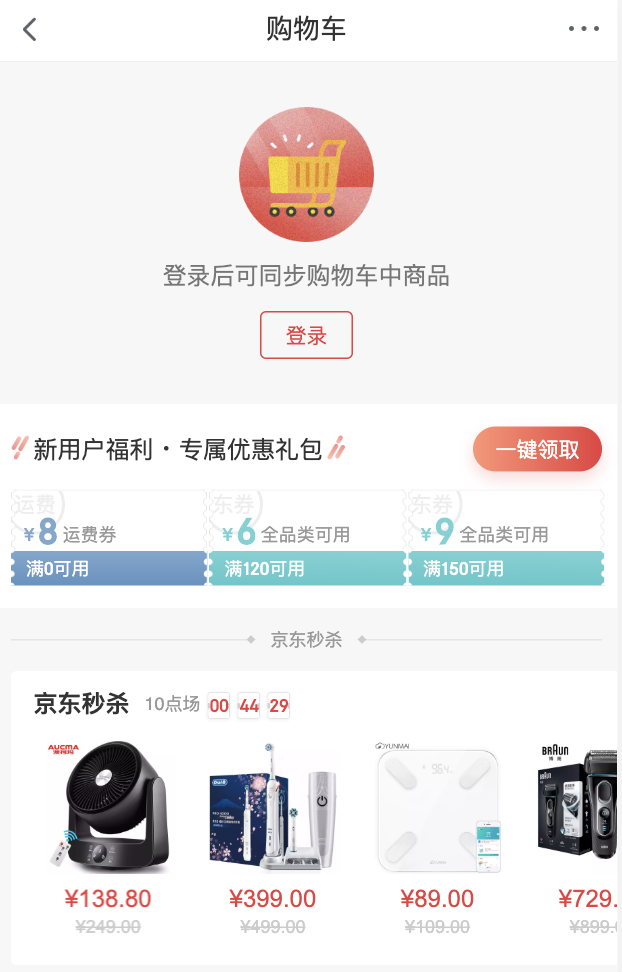 购物车
登录后可同步购物车中商品
登录
新用户福利·专属优惠礼包
一键领取
运费 东券 东券
¥8 运费券 ¥6 全品类可用 ¥9 全品类可用
满0可用 满120可用 满150可用
京东秒杀
京东秒杀 10点场 00 44 29
AUCMA YUNMAI BRAUN
澳柯玛 Oral-B 博朗
¥138.80 ¥399.00 ¥89.00 ¥729.
¥249.00 ¥499.00 ¥109.00 ¥899.